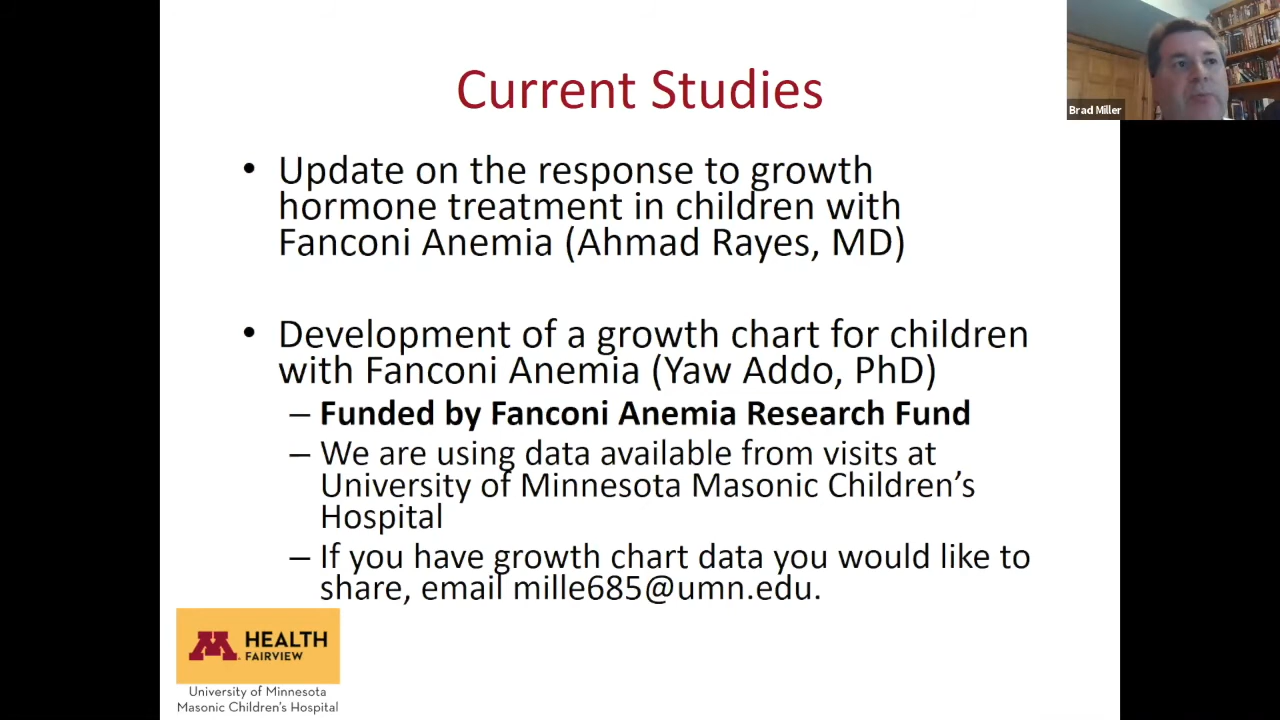 Current Studies
Brad Miller
• Update on the response to growth
hormone treatment in children with
Fanconi Anemia (Ahmad Rayes, MD)
• Development of a growth chart for children
with Fanconi Anemia (Yaw Addo, PhD)
– Funded by Fanconi Anemia Research Fund
– We are using data available from visits at
University of Minnesota Masonic Children’s
Hospital
– If you have growth chart data you would like to
share, email mille685@umn.edu.
M HEALTH
FAIRVIEW
University of Minnesota
Masonic Children’s Hospital